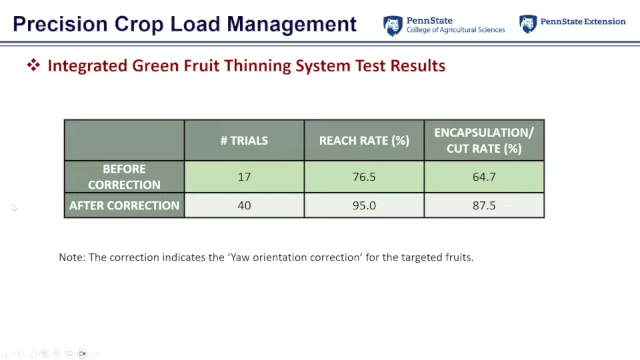 Precision Crop Load Management
PennState
College of Agricultural Sciences
PennState Extension
❖ Integrated Green Fruit Thinning System Test Results
# TRIALS REACH RATE (%) ENCAPSULATION/
CUT RATE (%)
BEFORE
CORRECTION 17 76.5 64.7
AFTER CORRECTION 40 95.0 87.5
Note: The correction indicates the ‘Yaw orientation correction’ for the targeted fruits.